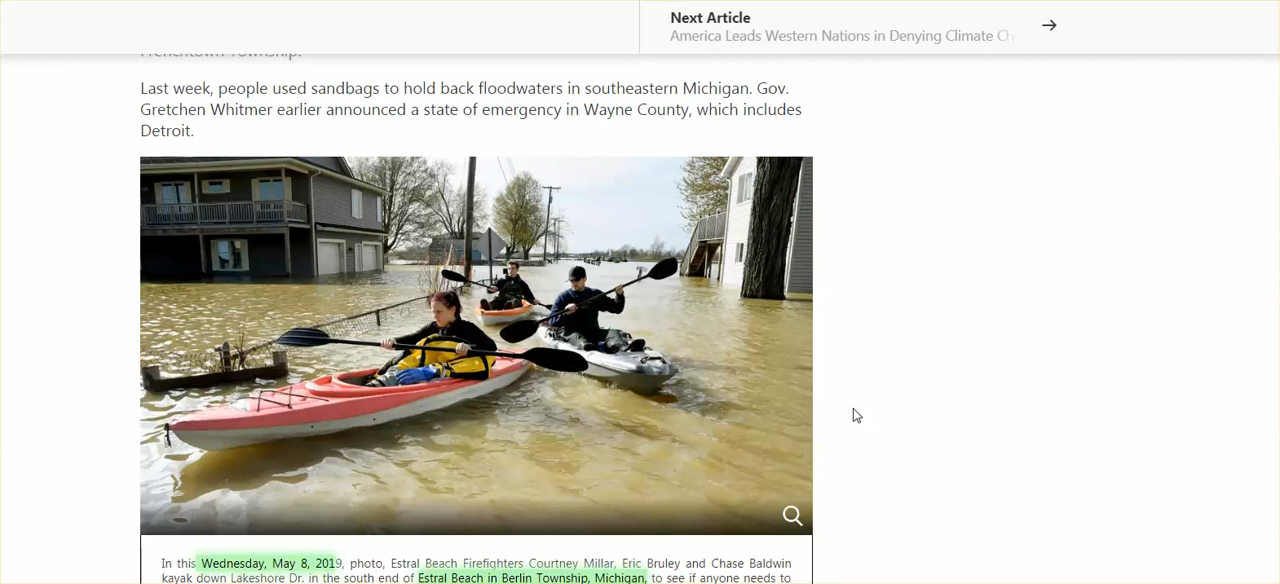 Next Article
America Leads Western Nations in Denying Climate
Frenchtown Township.
Last week, people used sandbags to hold back floodwaters in southeastern Michigan. Gov.
Gretchen Whitmer earlier announced a state of emergency in Wayne County, which includes
Detroit.
In this Wednesday, May 8, 2019, photo, Estral Beach Firefighters Courtney Millar, Eric Bruley and Chase Baldwin
kayak down Lakeshore Dr. in the south end of Estral Beach in Berlin Township, Michigan, to see if anyone needs to